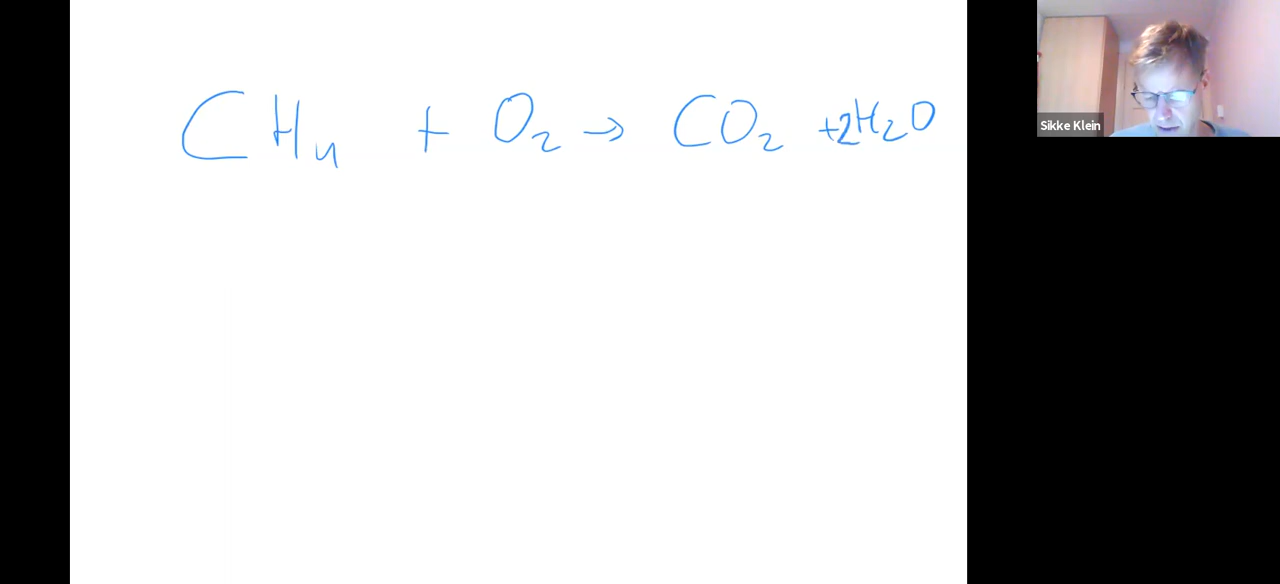 CH₄ + O₂ → CO₂ +2H₂O
Sikke Klein